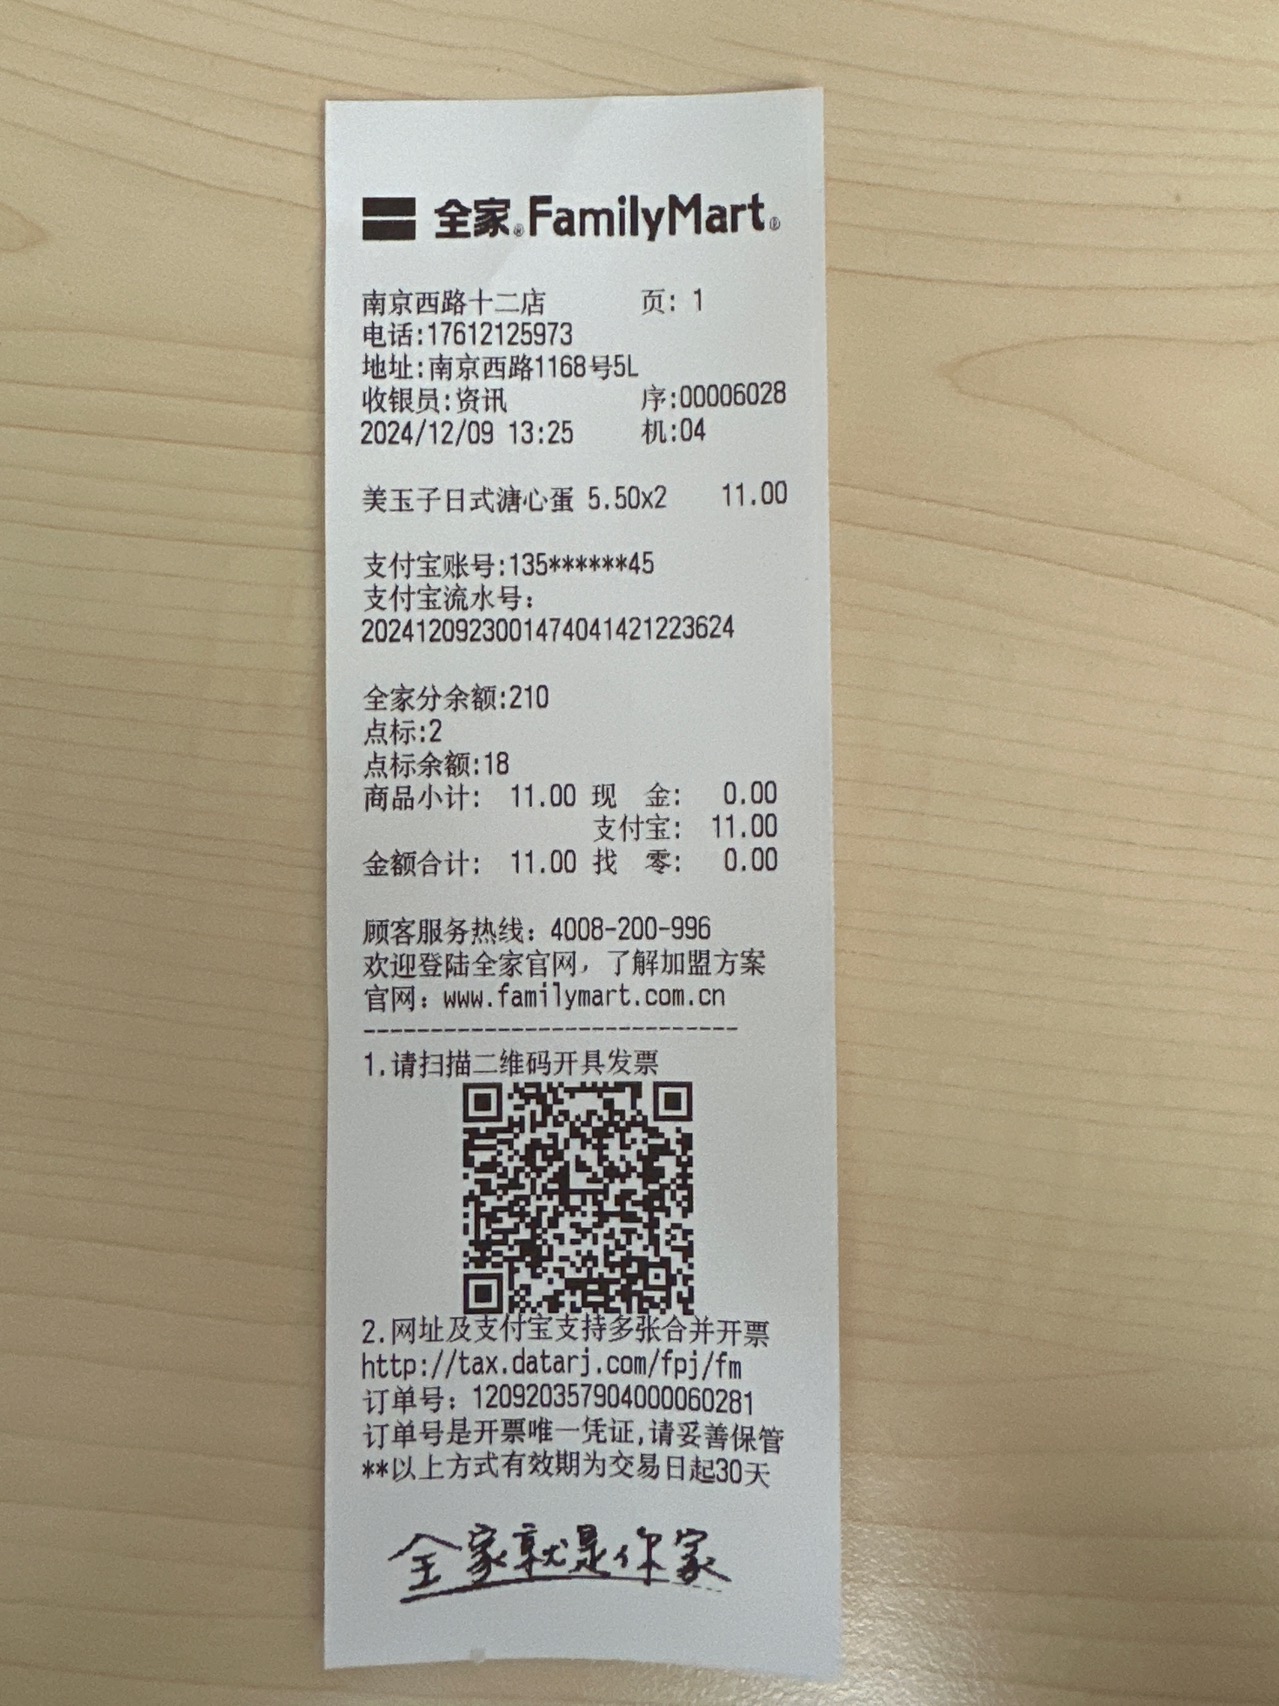 全家®FamilyMart®
南京西路十二店 页: 1
电话:17612125973
地址:南京西路1168号5L
收银员:资讯 序:00006028
2024/12/09 13:25 机:04
美玉子日式溏心蛋 5.50x2 11.00
支付宝账号:135******45
支付宝流水号:
2024120923001474041421223624
全家分余额:210
点标:2
点标余额:18
商品小计: 11.00 现 金: 0.00
支付宝: 11.00
金额合计: 11.00 找 零: 0.00
顾客服务热线: 4008-200-996
欢迎登陆全家官网, 了解加盟方案
官网: www.familymart.com.cn
----------------------------
1.请扫描二维码开具发票
2.网址及支付宝支持多张合并开票
http://tax.datarj.com/fpj/fm
订单号: 120920357904000060281
订单号是开票唯一凭证,请妥善保管
**以上方式有效期为交易日起30天
全家就是你家